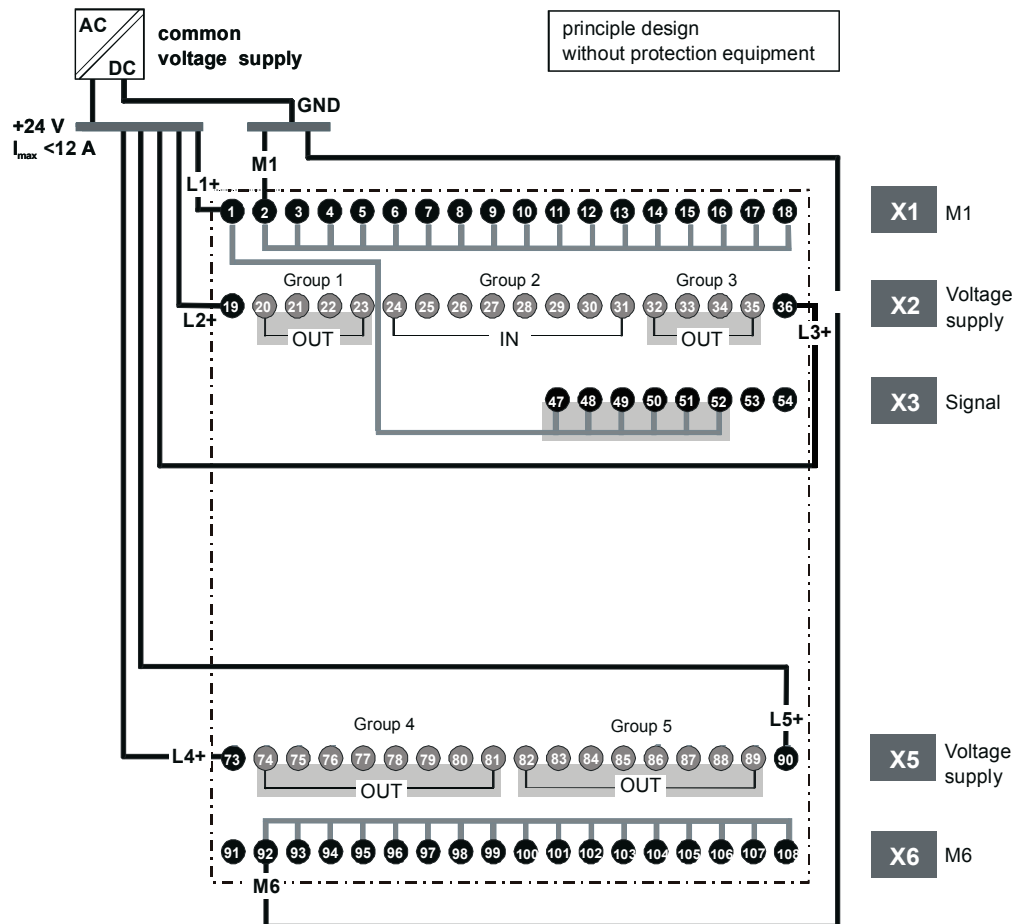 AC
DC
common
voltage supply
principle design
without protection equipment
GND
+24 V
Imax <12 A
M1
L1+
1 2 3 4 5 6 7 8 9 10 11 12 13 14 15 16 17 18
X1 M1
Group 1 Group 2 Group 3
19 20 21 22 23 24 25 26 27 28 29 30 31 32 33 34 35 36
L2+
OUT IN OUT
L3+
X2 Voltage
supply
47 48 49 50 51 52 53 54
X3 Signal
Group 4 Group 5
L5+
L4+
73 74 75 76 77 78 79 80 81 82 83 84 85 86 87 88 89 90
OUT OUT
X5 Voltage
supply
91 92 93 94 95 96 97 98 99 100 101 102 103 104 105 106 107 108
X6 M6
M6